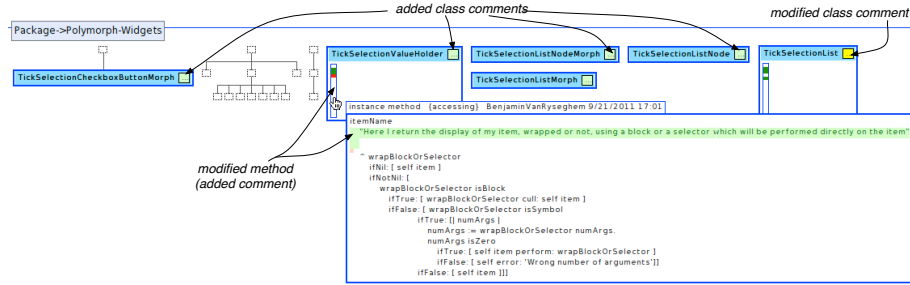 added class comments
modified class comment
Package->Polymorph-Widgets
TickSelectionCheckboxButtonMorph
TickSelectionValueHolder
TickSelectionListNodeMorph
TickSelectionListNode
TickSelectionList
TickSelectionListMorph
instance method {accessing} BenjaminVanRyseghem 9/21/2011 17:01
itemName
"Here I return the display of my item, wrapped or not, using a block or a selector which will be performed directly on the item"
^ wrapBlockOrSelector
ifNil: [ self item ]
ifNotNil: [
wrapBlockOrSelector isBlock
ifTrue: [ wrapBlockOrSelector cull: self item ]
ifFalse: [ wrapBlockOrSelector isSymbol
ifTrue: [| numArgs |
numArgs := wrapBlockOrSelector numArgs.
numArgs isZero
ifTrue: [ self item perform: wrapBlockOrSelector ]
ifFalse: [ self error: 'Wrong number of arguments']]
ifFalse: [ self item ]]]
modified method
(added comment)